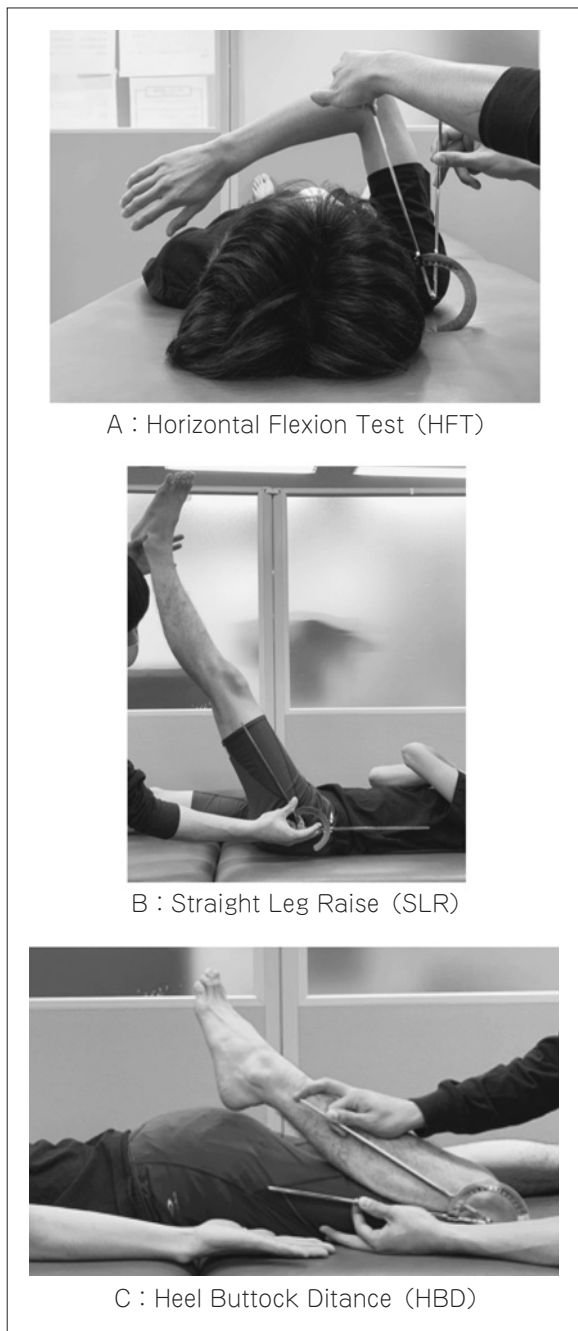 A : Horizontal Flexion Test (HFT)
B : Straight Leg Raise (SLR)
C : Heel Buttock Ditance (HBD)